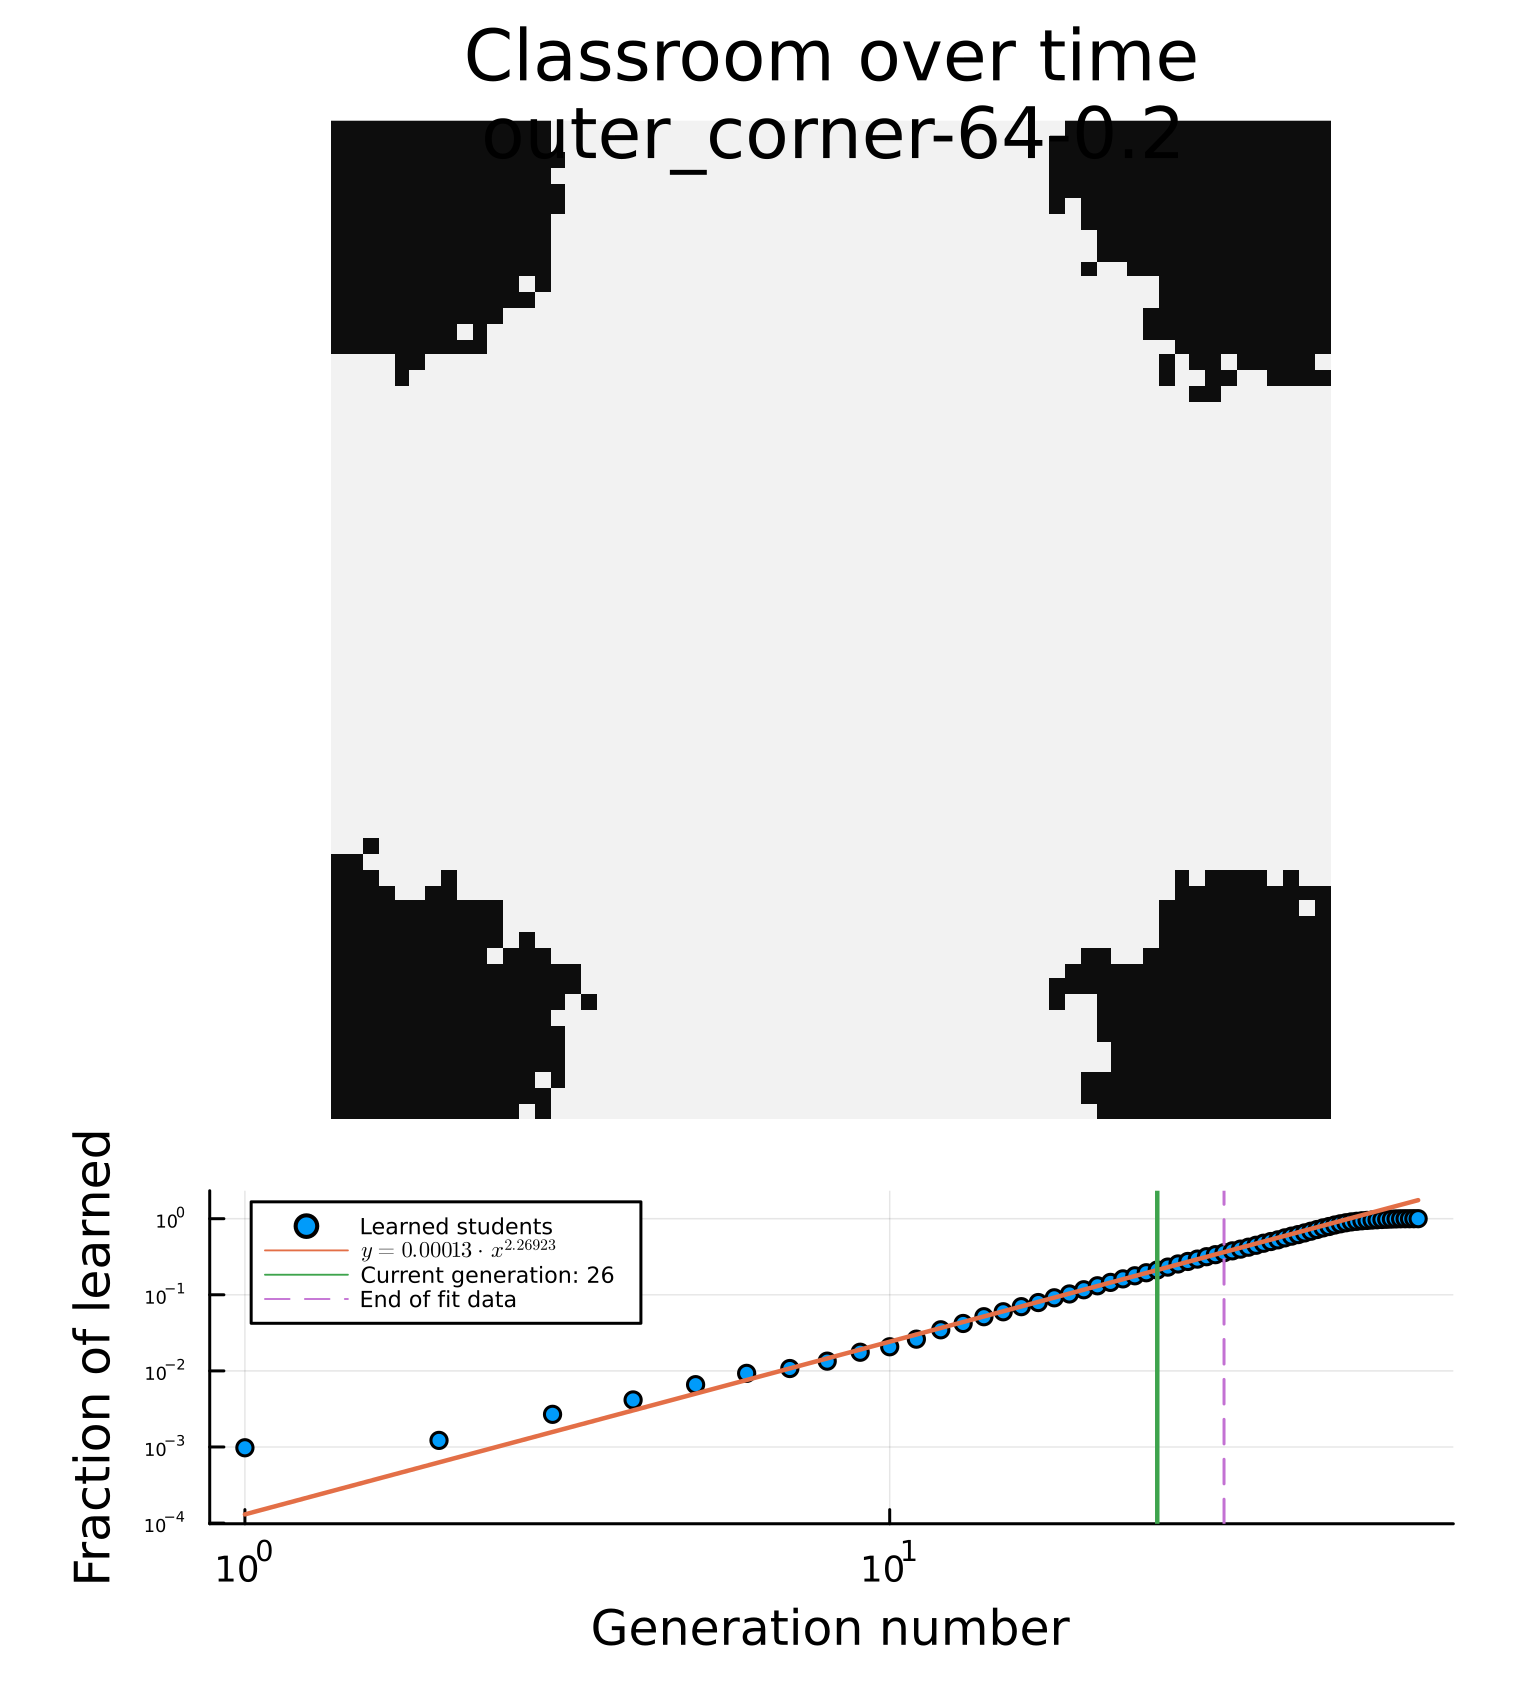 Classroom over time
outer_corner-64-0.2
Fraction of learned
10^0
10^−1
10^−2
10^−3
10^−4
Learned students
y = 0.00013 · x^2.26923
Current generation: 26
End of fit data
10^0
10^1
Generation number